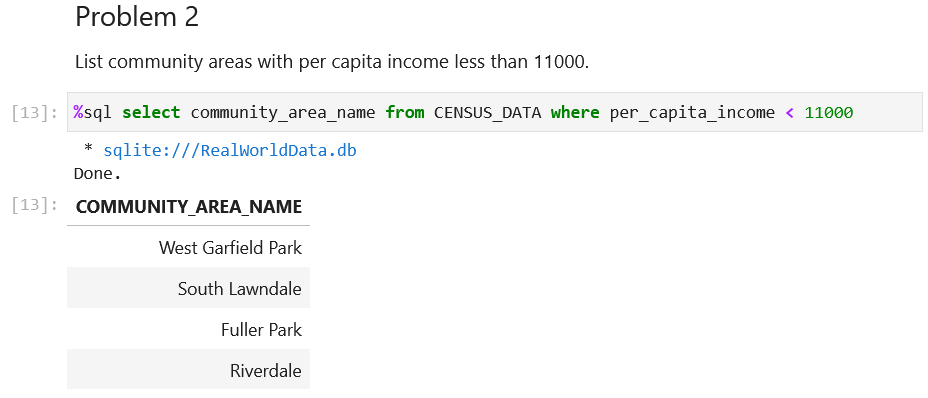 Problem 2
List community areas with per capita income less than 11000.
[13]: %sql select community_area_name from CENSUS_DATA where per_capita_income < 11000
* sqlite:///RealWorldData.db
Done.
[13]: COMMUNITY_AREA_NAME
West Garfield Park
South Lawndale
Fuller Park
Riverdale